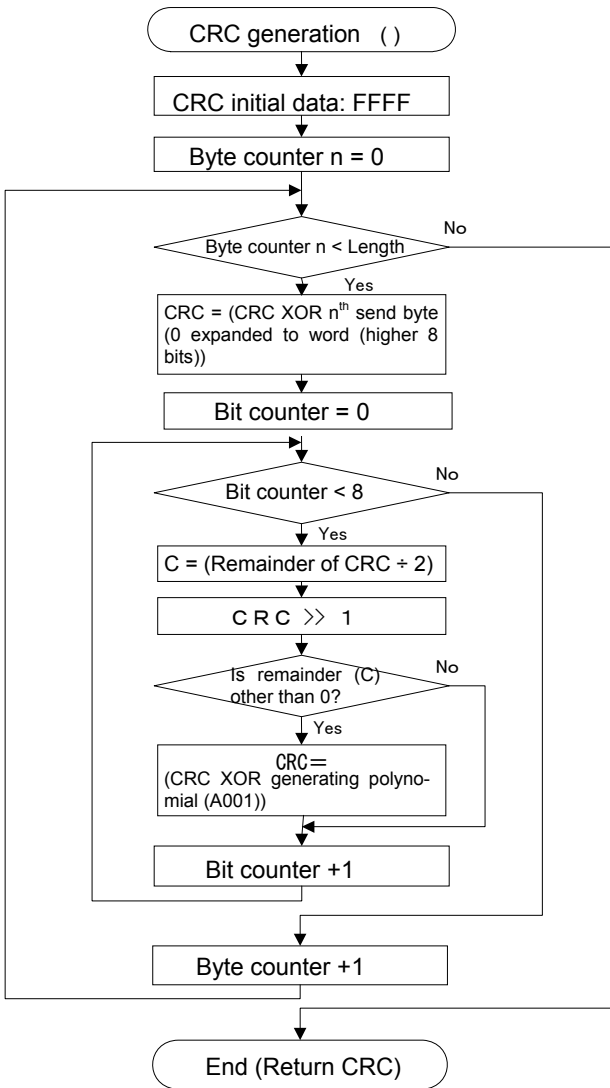 CRC generation ( )
CRC initial data: FFFF
Byte counter n = 0
No
Byte counter n < Length
Yes
CRC = (CRC XOR nth send byte
(0 expanded to word (higher 8
bits))
Bit counter = 0
No
Bit counter < 8
Yes
C = (Remainder of CRC ÷ 2)
CRC >> 1
Is remainder (C)
other than 0?
No
Yes
CRC=
(CRC XOR generating polyno-
mial (A001))
Bit counter +1
Byte counter +1
End (Return CRC)